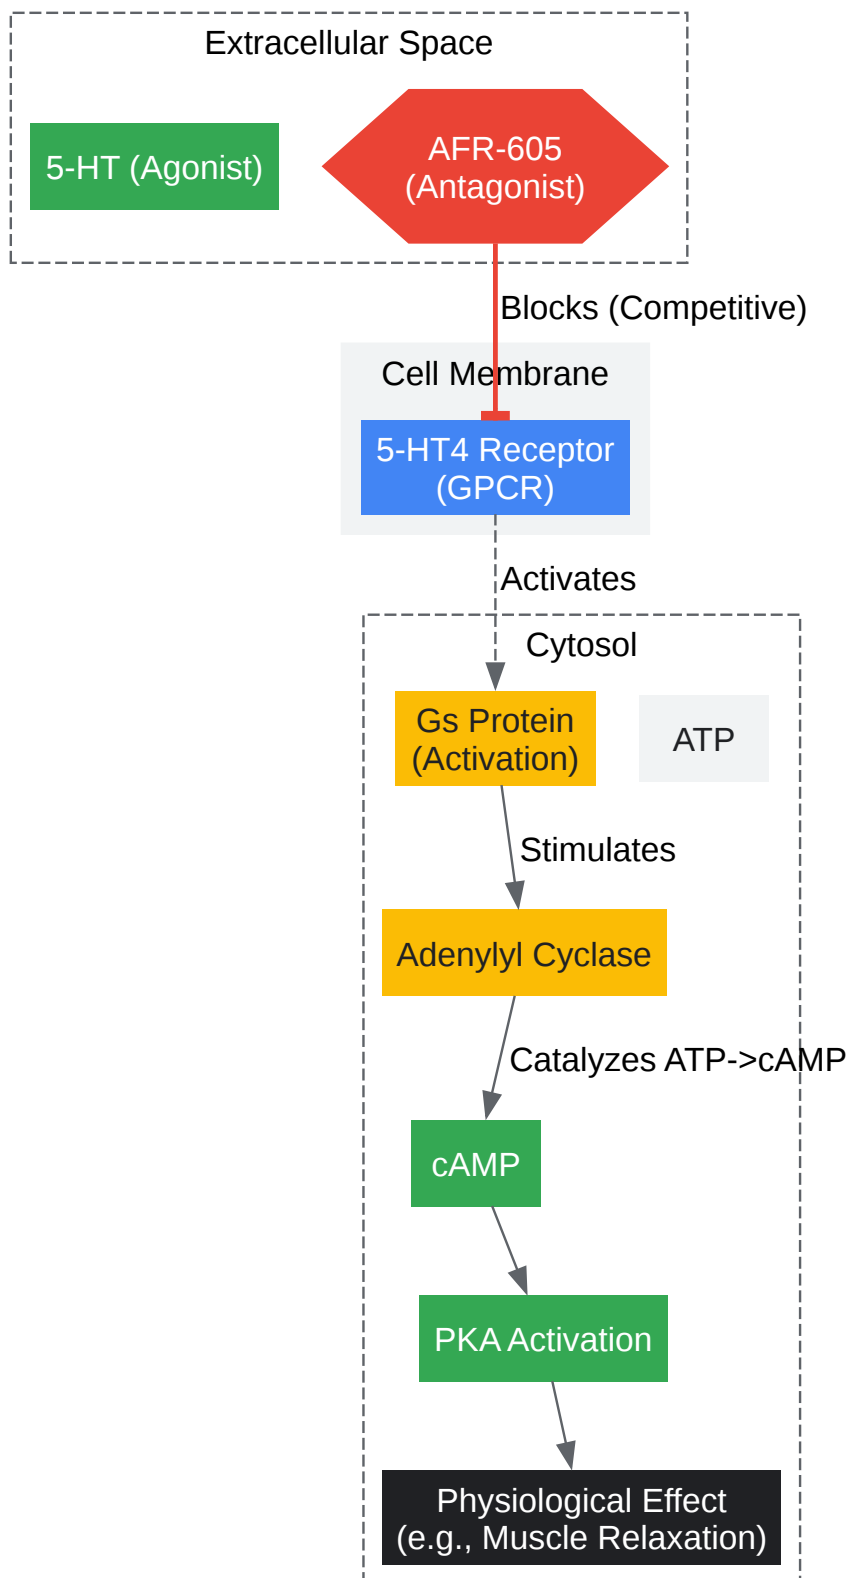 Extracellular Space
5-HT (Agonist)
AFR-605
(Antagonist)
Blocks (Competitive)
Cell Membrane
5-HT4 Receptor
(GPCR)
Activates
Cytosol
Gs Protein
(Activation)
ATP
Stimulates
Adenylyl Cyclase
Catalyzes ATP->cAMP
cAMP
PKA Activation
Physiological Effect
(e.g., Muscle Relaxation)